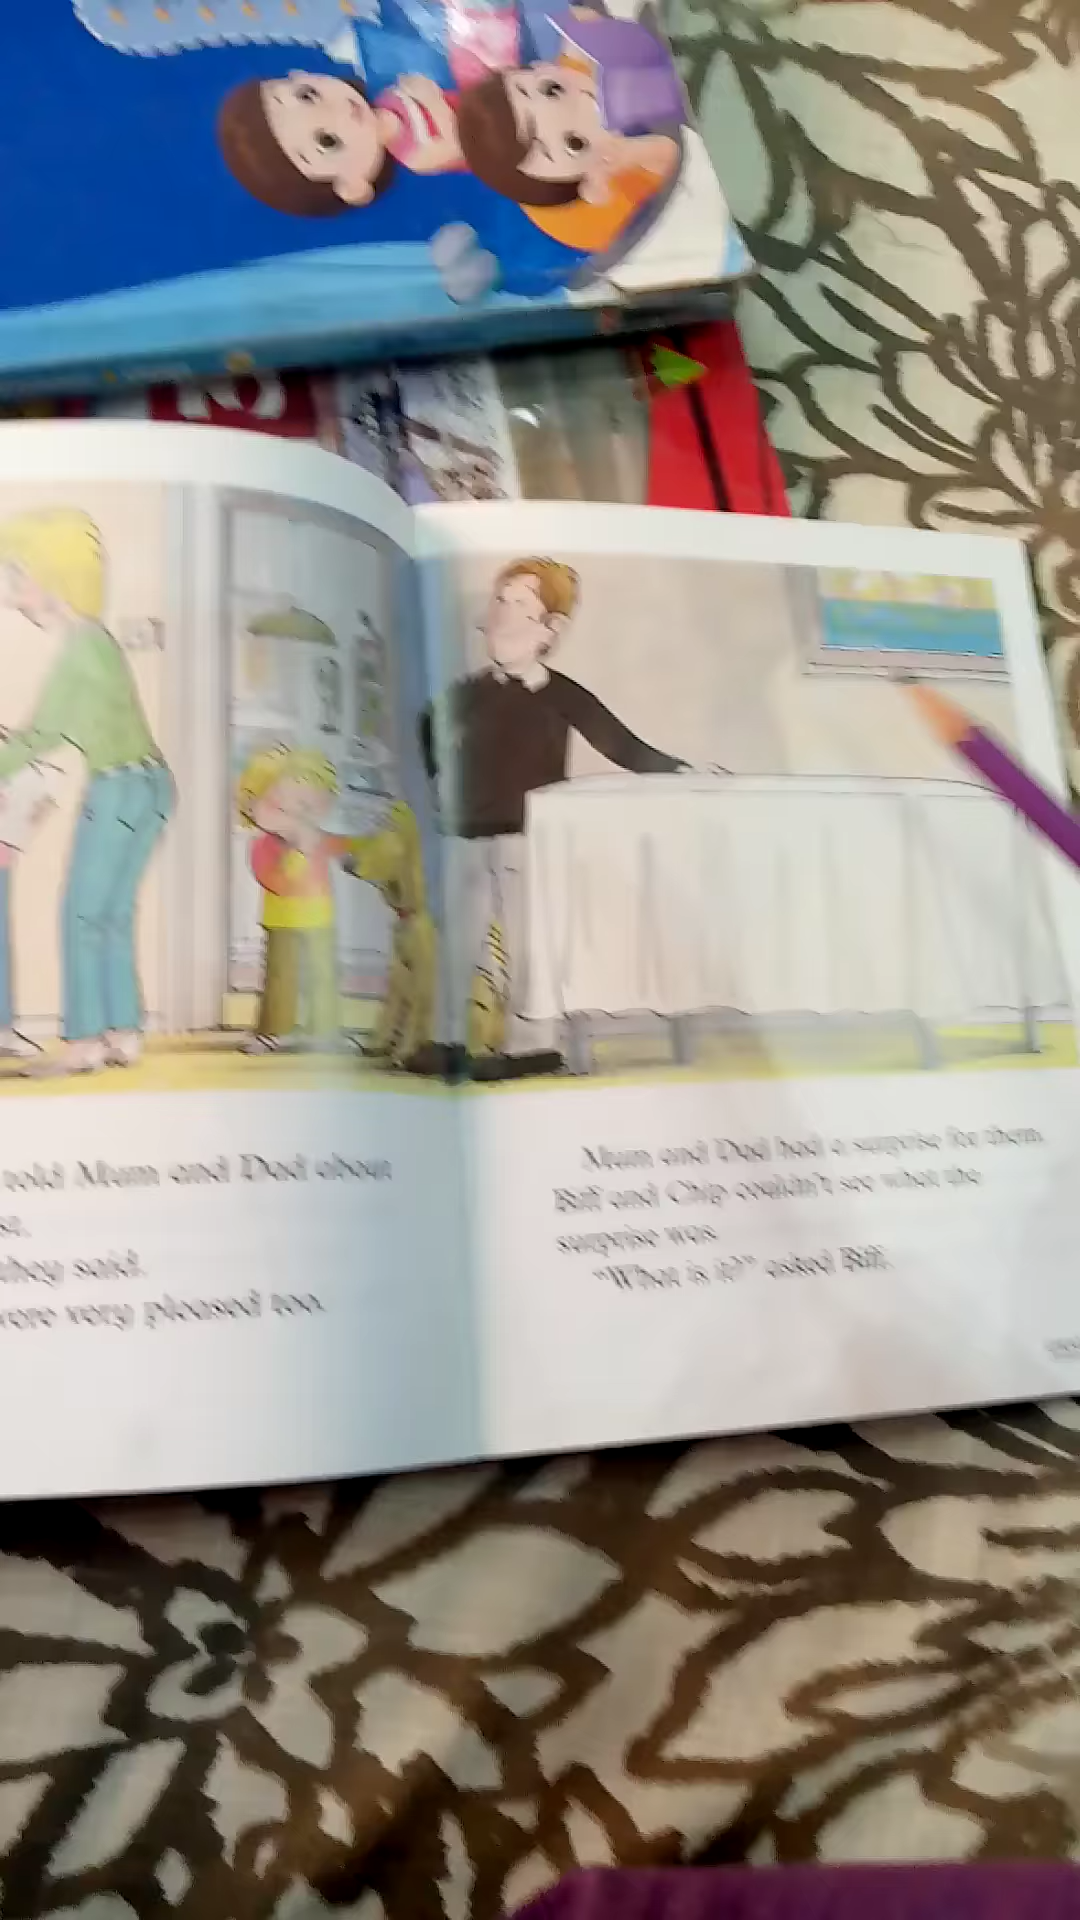 told Mum and Dad about
they said.
were very pleased too.
Mum and Dad had a surprise for them.
Biff and Chip couldn't see what the
surprise was.
"What is it?" asked Biff.